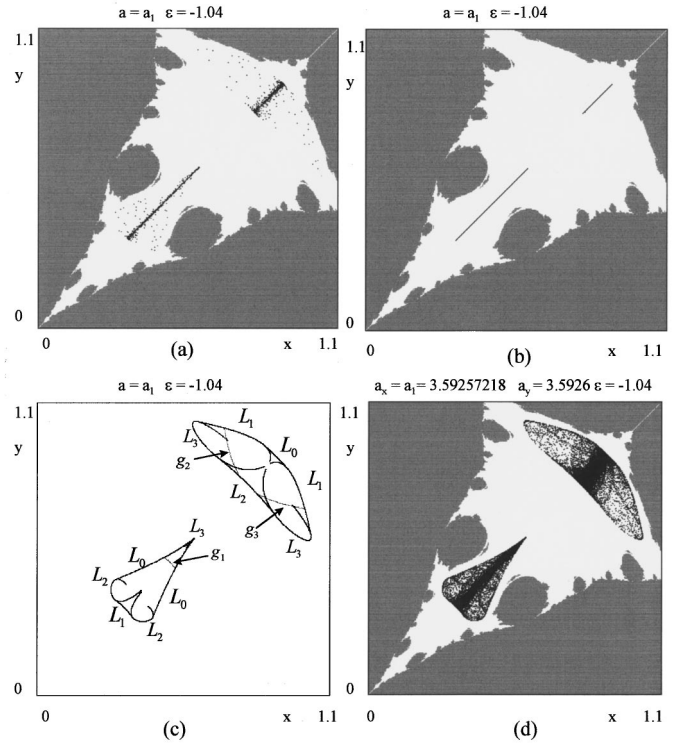 a = a₁ ε = -1.04
1.1
y
0
0 x 1.1
(a)
a = a₁ ε = -1.04
1.1
y
0
0 x 1.1
(b)
a = a₁ ε = -1.04
1.1
y
L₁
L₃ L₀
g₂ L₁
L₂
g₃ L₃
L₃
L₀ g₁
L₂ L₀
L₁ L₂
0
0 x 1.1
(c)
aₓ = a₁= 3.59257218 a_y = 3.5926 ε = -1.04
1.1
y
0
0 x 1.1
(d)